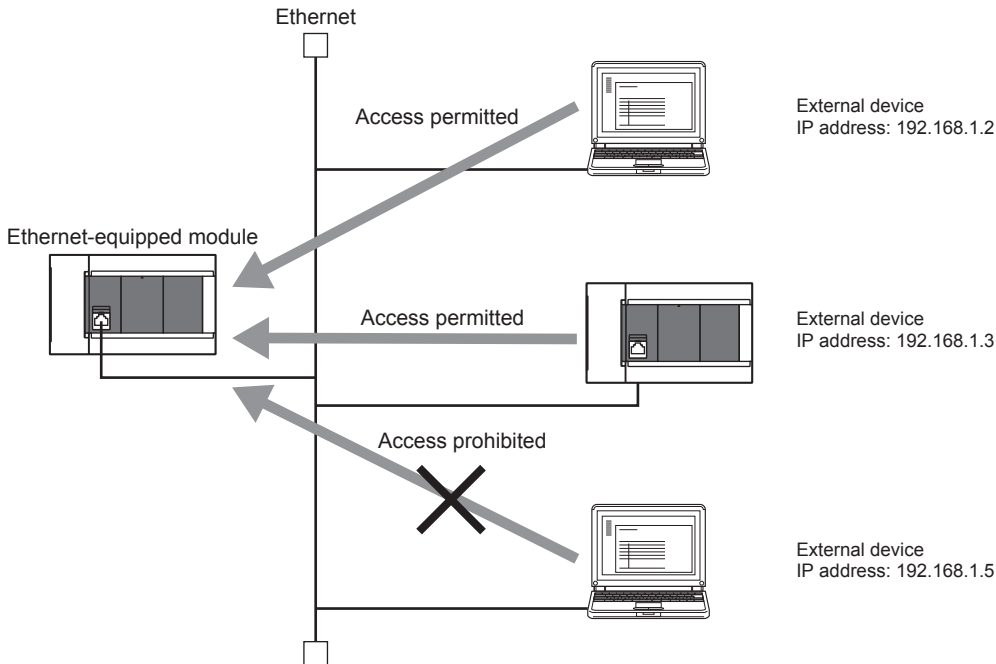 Ethernet
Access permitted
External device
IP address: 192.168.1.2
Ethernet-equipped module
Access permitted
External device
IP address: 192.168.1.3
Access prohibited
External device
IP address: 192.168.1.5